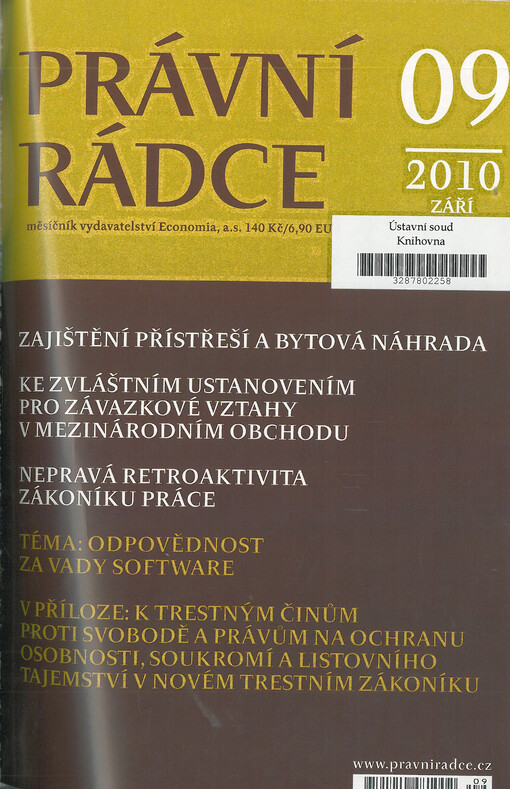 PRÁVNÍ
RÁDCE
09
2010
ZÁŘÍ
měsíčník vydavatelství Economia, a.s. 140 Kč/6,90 EU
Ústavní soud
Knihovna
3287802258
ZAJIŠTĚNÍ PŘÍSTŘEŠÍ A BYTOVÁ NÁHRADA
KE ZVLÁŠTNÍM USTANOVENÍM
PRO ZÁVAZKOVÉ VZTAHY
V MEZINÁRODNÍM OBCHODU
NEPRAVÁ RETROAKTIVITA
ZÁKONÍKU PRÁCE
TÉMA: ODPOVĚDNOST
ZA VADY SOFTWARE
V PŘÍLOZE: K TRESTNÝM ČINŮM
PROTI SVOBODĚ A PRÁVŮM NA OCHRANU
OSOBNOSTI, SOUKROMÍ A LISTOVNÍHO
TAJEMSTVÍ V NOVÉM TRESTNÍM ZÁKONÍKU
www.pravniradce.cz
09